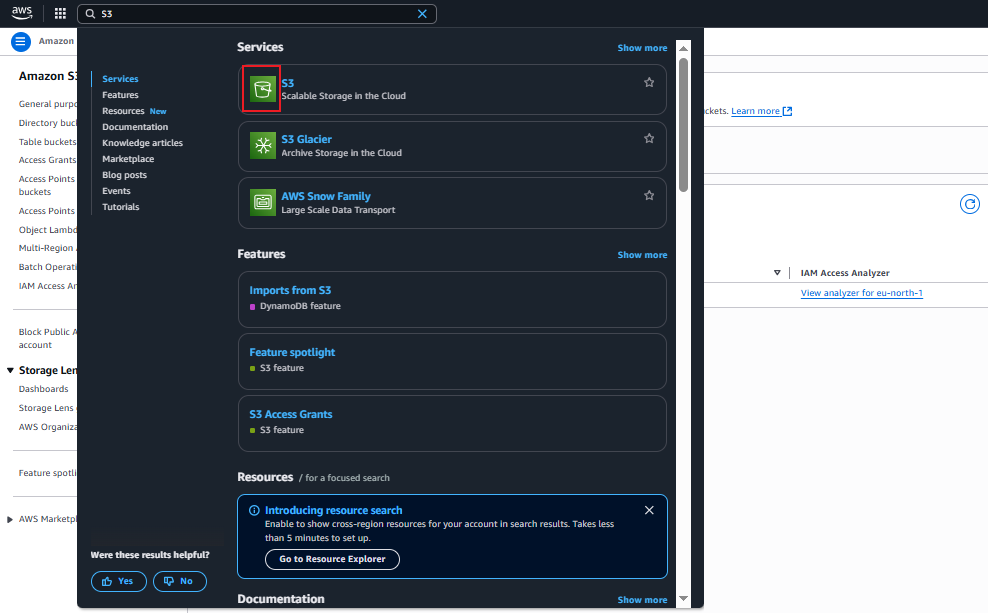 aws
S3
Amazon
Amazon S3
General purpo
Directory buck
Table buckets
Access Grants
Access Points
buckets
Access Points
Object Lambd
Multi-Region A
Batch Operati
IAM Access An
Block Public A
account
Storage Len
Dashboards
Storage Lens
AWS Organiza
Feature spotli
AWS Marketpl
Services
Features
Resources New
Documentation
Knowledge articles
Marketplace
Blog posts
Events
Tutorials
Were these results helpful?
Yes
No
Services
Show more
S3
Scalable Storage in the Cloud
S3 Glacier
Archive Storage in the Cloud
AWS Snow Family
Large Scale Data Transport
Features
Show more
Imports from S3
DynamoDB feature
Feature spotlight
S3 feature
S3 Access Grants
S3 feature
Resources / for a focused search
Introducing resource search
Enable to show cross-region resources for your account in search results. Takes less
than 5 minutes to set up.
Go to Resource Explorer
Documentation
Show more
ckets. Learn more
IAM Access Analyzer
View analyzer for eu-north-1